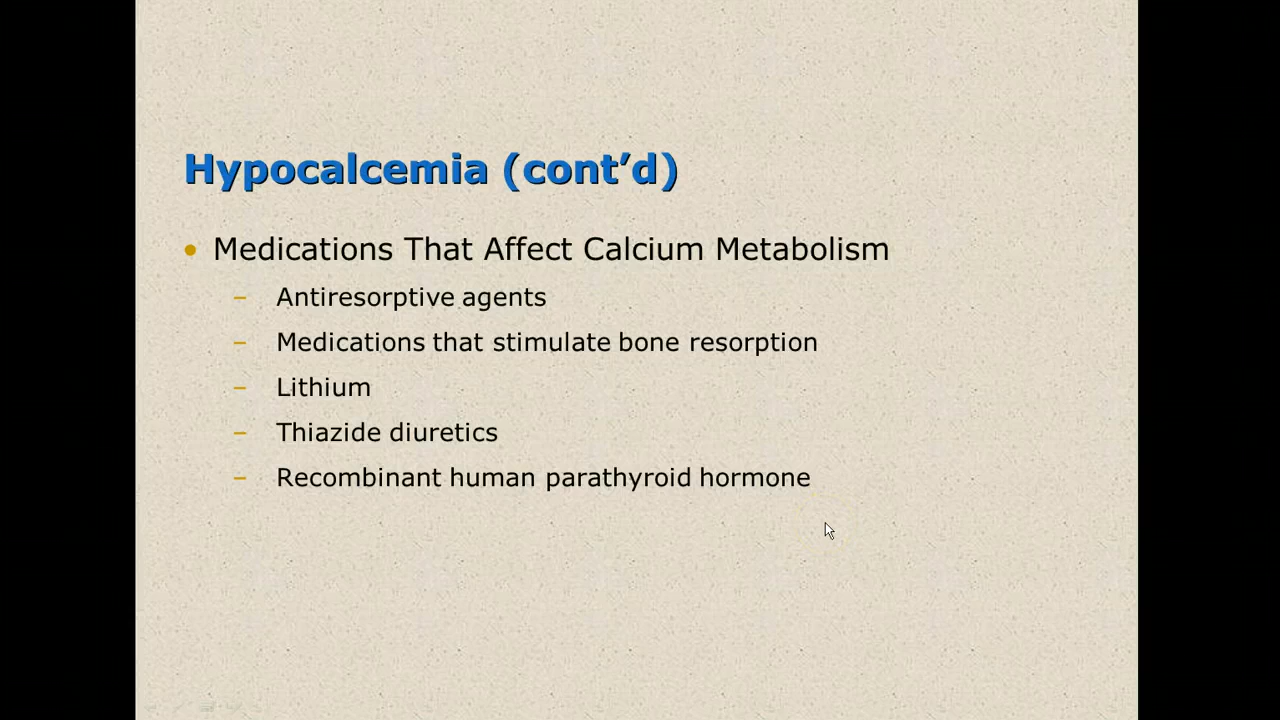 Hypocalcemia (cont’d)
• Medications That Affect Calcium Metabolism
– Antiresorptive agents
– Medications that stimulate bone resorption
– Lithium
– Thiazide diuretics
– Recombinant human parathyroid hormone